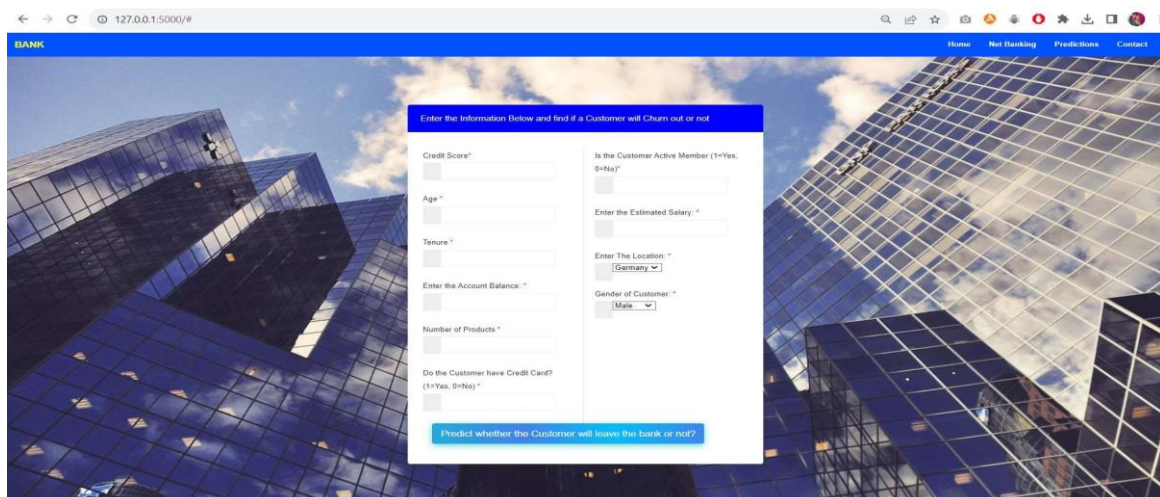 127.0.0.1:5000/#
BANK
Home Net Banking Predictions Contact
Enter the Information Below and find if a Customer will Churn out or not
Credit Score*
Age *
Tenure *
Enter the Account Balance: *
Number of Products *
Do the Customer have Credit Card?
(1=Yes, 0=No) *
Is the Customer Active Member (1=Yes,
0=No)*
Enter the Estimated Salary: *
Enter The Location: *
Germany
Gender of Customer: *
Male
Predict whether the Customer will leave the bank or not?